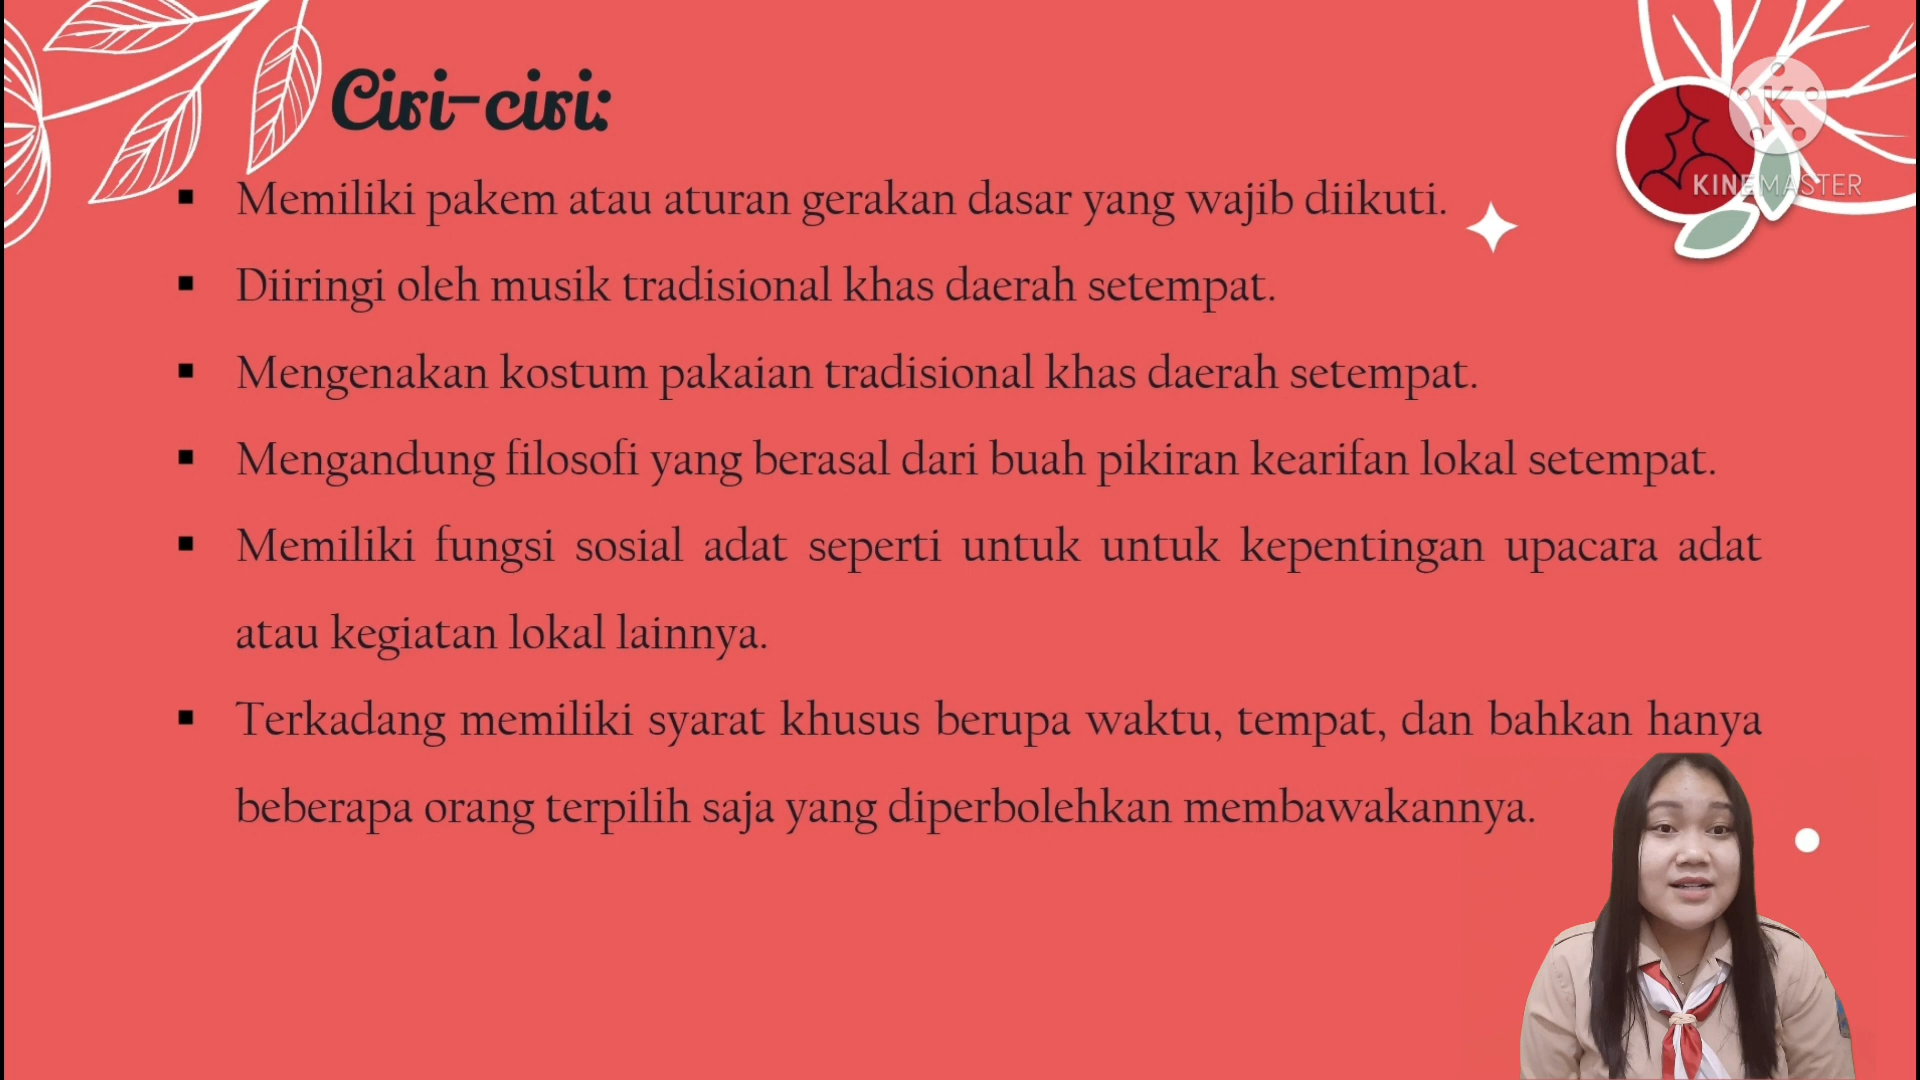 Ciri-ciri:
KINEMASTER
▪ Memiliki pakem atau aturan gerakan dasar yang wajib diikuti.
▪ Diiringi oleh musik tradisional khas daerah setempat.
▪ Mengenakan kostum pakaian tradisional khas daerah setempat.
▪ Mengandung filosofi yang berasal dari buah pikiran kearifan lokal setempat.
▪ Memiliki fungsi sosial adat seperti untuk untuk kepentingan upacara adat
atau kegiatan lokal lainnya.
▪ Terkadang memiliki syarat khusus berupa waktu, tempat, dan bahkan hanya
beberapa orang terpilih saja yang diperbolehkan membawakannya.